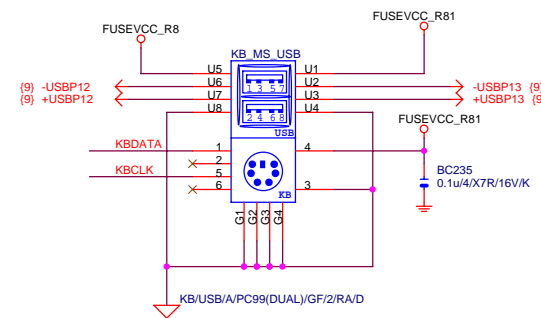 FUSEVCC_R8
FUSEVCC_R81
KB_MS_USB
U5
U1
{9} -USBP12
U6
1 3 5 7
U2
-USBP13 {9
{9} +USBP12
U7
U3
+USBP13 {9
U8
2 4 6 8
U4
USB
FUSEVCC_R81
KBDATA
1
4
2
KBCLK
5
BC235
0.1u/4/X7R/16V/K
6
KB
3
G1
G2
G3
G4
KB/USB/A/PC99(DUAL)/GF/2/RA/D